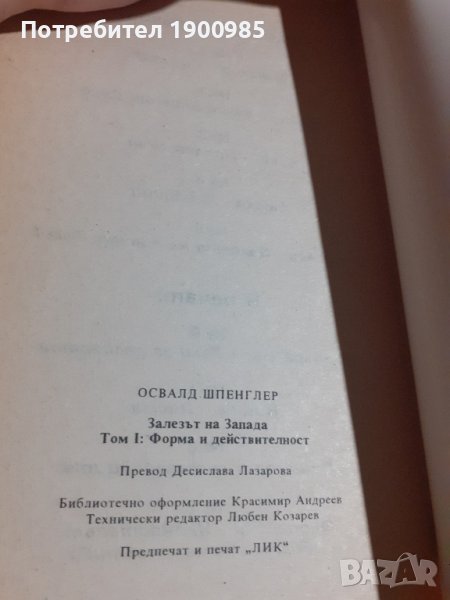 Потребител 1900985
ОСВАЛД ШПЕНГЛЕР
Залезът на Запада
Том I: Форма и действителност
Превод Десислава Лазарова
Библиотечно оформление Красимир Андреев
Технически редактор Любен Козарев
Предпечат и печат „ЛИК“
BAZAR